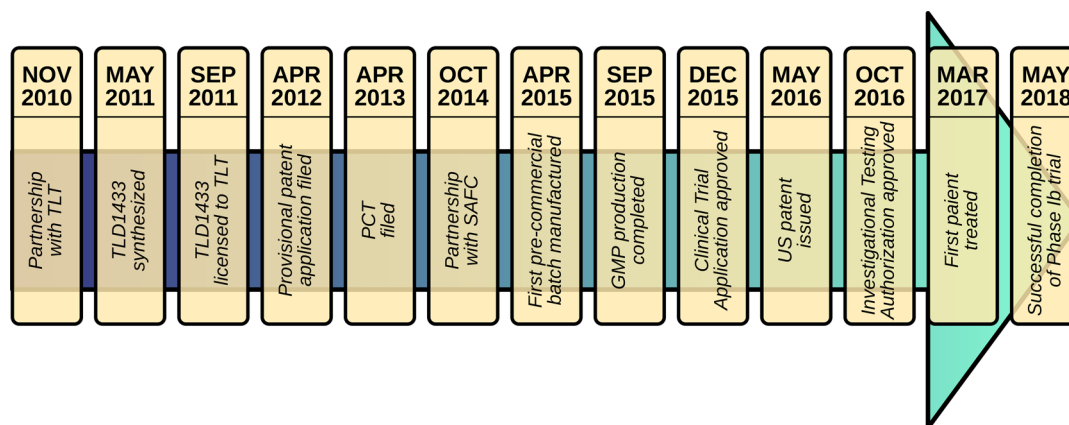 NOV
2010
Partnership
with TLT
MAY
2011
TLD1433
synthesized
SEP
2011
TLD1433
licensed to TLT
APR
2012
Provisional patent
application filed
APR
2013
PCT
filed
OCT
2014
Partnership
with SAFC
APR
2015
First pre-commercial
batch manufactured
SEP
2015
GMP production
completed
DEC
2015
Clinical Trial
Application approved
MAY
2016
US patent
issued
OCT
2016
Investigational Testing
Authorization approved
MAR
2017
First paient
treated
MAY
2018
Successful completion
of Phase Ib trial